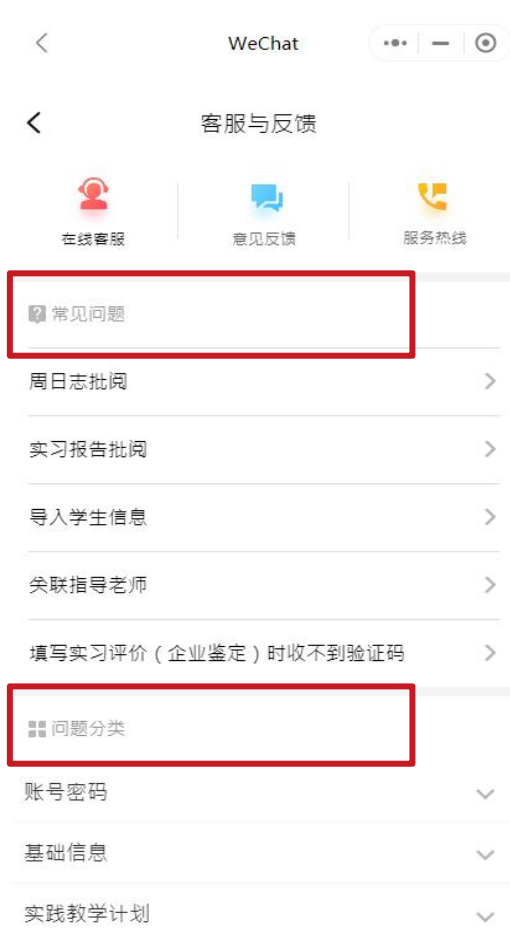 WeChat
客服与反馈
在线客服 意见反馈 服务热线
常见问题
周日志批阅
实习报告批阅
导入学生信息
关联指导老师
填写实习评价（企业鉴定）时收不到验证码
问题分类
账号密码
基础信息
实践教学计划